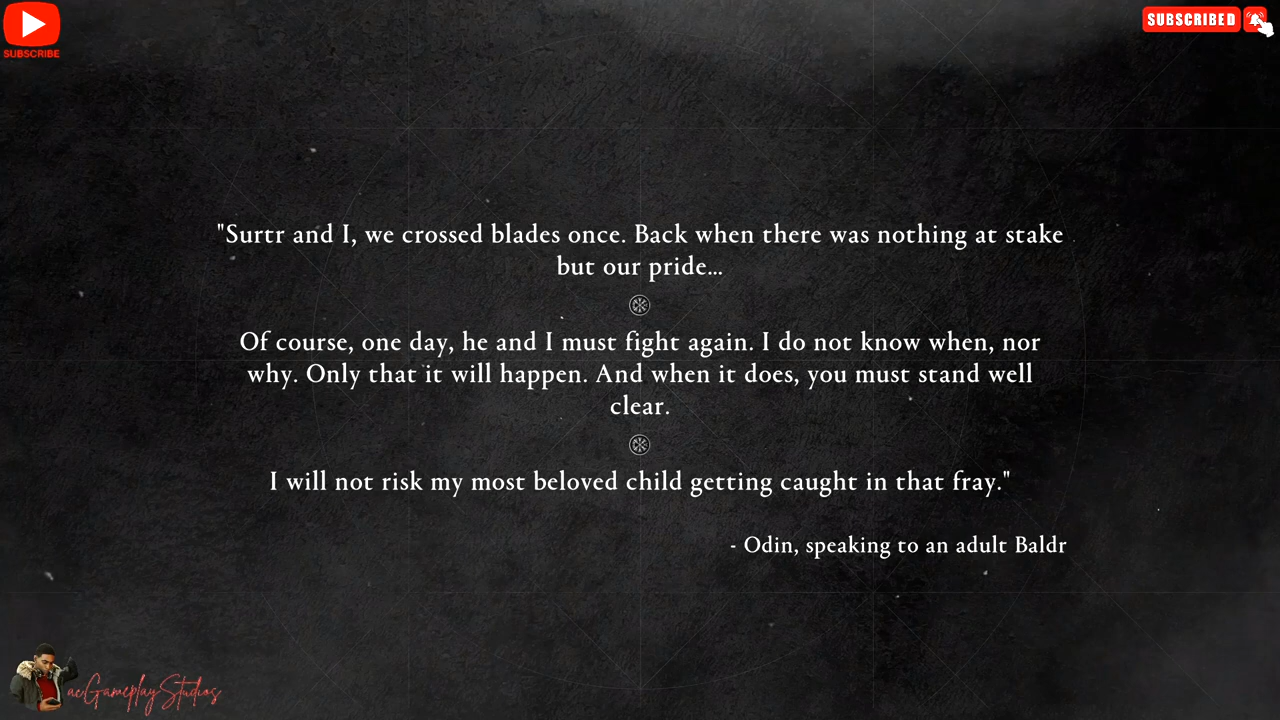 SUBSCRIBE
SUBSCRIBED
"Surtr and I, we crossed blades once. Back when there was nothing at stake
but our pride...
Of course, one day, he and I must fight again. I do not know when, nor
why. Only that it will happen. And when it does, you must stand well
clear.
I will not risk my most beloved child getting caught in that fray."
- Odin, speaking to an adult Baldr
aeGameplayStudios